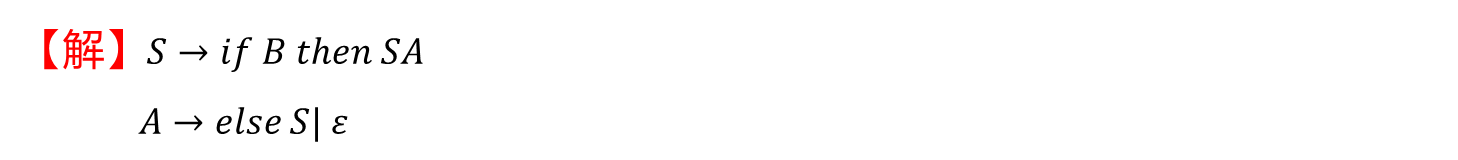 【解】S → if B then SA
A → else S| ε